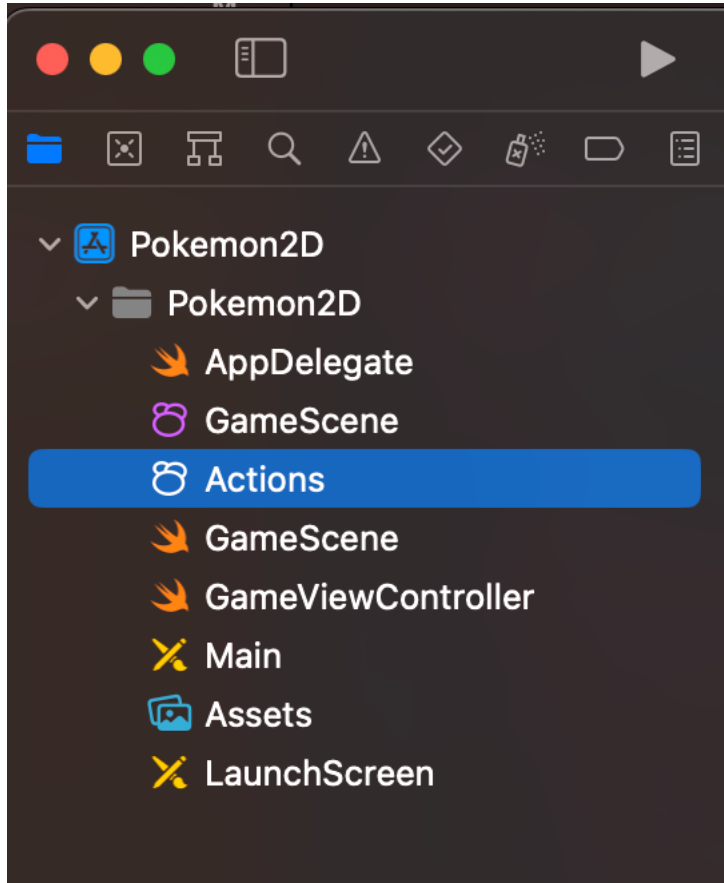 Pokemon2D
Pokemon2D
AppDelegate
GameScene
Actions
GameScene
GameViewController
Main
Assets
LaunchScreen